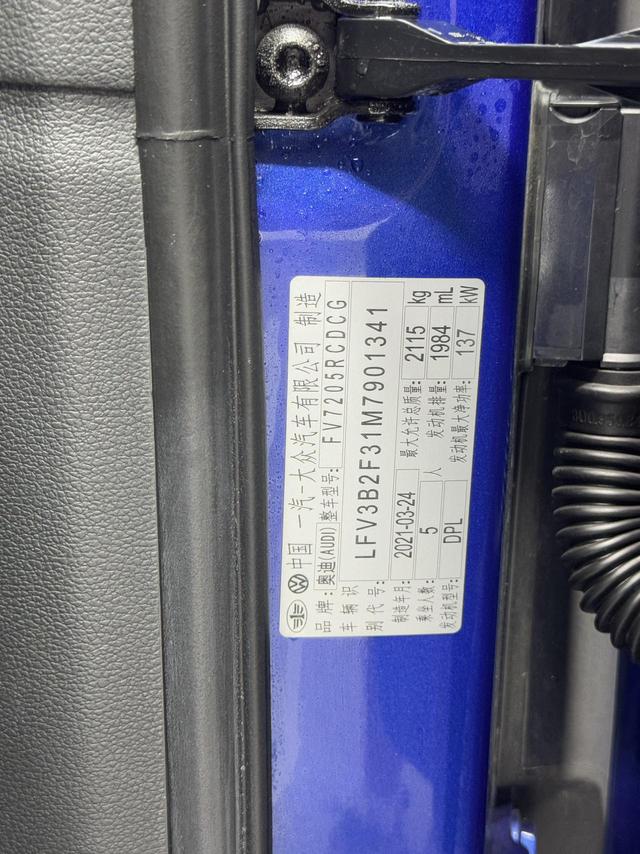 中国 一汽-大众汽车有限公司 制造
品牌: 奥迪(AUDI) 整车型号: FV7205RCDCG
车辆识别代号: LFV3B2F31M7901341
制造年月: 2021-03-24 最大允许总质量: 2115 kg
乘坐人数: 5 人 发动机排量: 1984 mL
发动机型号: DPL 发动机最大净功率: 137 kW